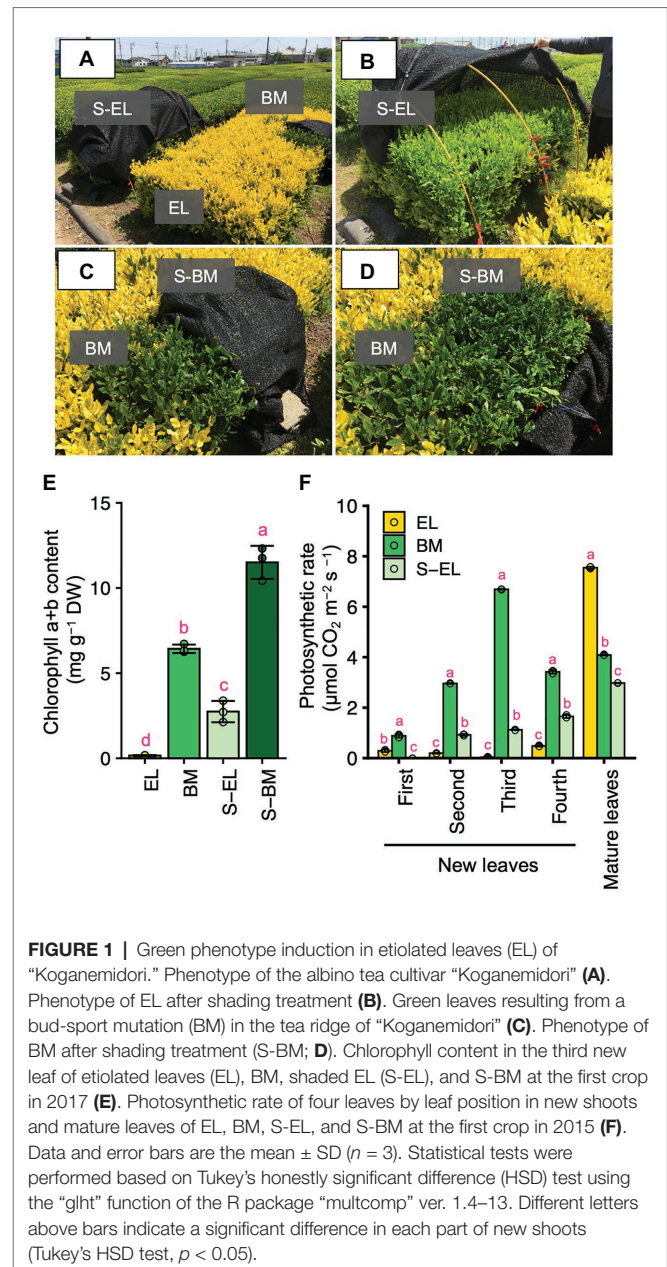 A
S-EL
BM
EL
B
S-EL
C
S-BM
BM
D
S-BM
BM
E
Chlorophyll a+b content
(mg g⁻¹ DW)
15
10
5
0
d
b
c
a
EL
BM
S–EL
S–BM
F
Photosynthetic rate
(µmol CO₂ m⁻² s⁻¹)
10
8
6
4
2
0
EL
BM
S–EL
b
a
c
c
a
b
c
a
b
c
a
b
a
b
c
First
Second
Third
Fourth
Mature leaves
New leaves
FIGURE 1 | Green phenotype induction in etiolated leaves (EL) of
“Koganemidori.” Phenotype of the albino tea cultivar “Koganemidori” (A).
Phenotype of EL after shading treatment (B). Green leaves resulting from a
bud-sport mutation (BM) in the tea ridge of “Koganemidori” (C). Phenotype of
BM after shading treatment (S-BM; D). Chlorophyll content in the third new
leaf of etiolated leaves (EL), BM, shaded EL (S-EL), and S-BM at the first crop
in 2017 (E). Photosynthetic rate of four leaves by leaf position in new shoots
and mature leaves of EL, BM, S-EL, and S-BM at the first crop in 2015 (F).
Data and error bars are the mean ± SD (n = 3). Statistical tests were
performed based on Tukey’s honestly significant difference (HSD) test using
the “glht” function of the R package “multcomp” ver. 1.4–13. Different letters
above bars indicate a significant difference in each part of new shoots
(Tukey’s HSD test, p < 0.05).